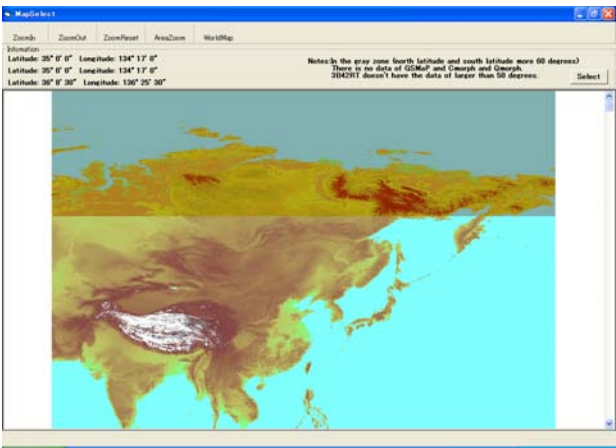 MapSelect
ZoomIn ZoomOut ZoomReset AreaZoom WorldMap
Infomation
Latitude: 35° 0' 0" Longitude: 134° 17' 0"
Latitude: 35° 0' 0" Longitude: 134° 17' 0"
Latitude: 36° 8' 30" Longitude: 136° 25' 30"
Notes:In the gray zone (north latitude and south latitude more 60 degrees)
There is no data of GSMaP and Cmorph and Qmorph.
3B42RT doesn't have the data of larger than 50 degrees.
Select